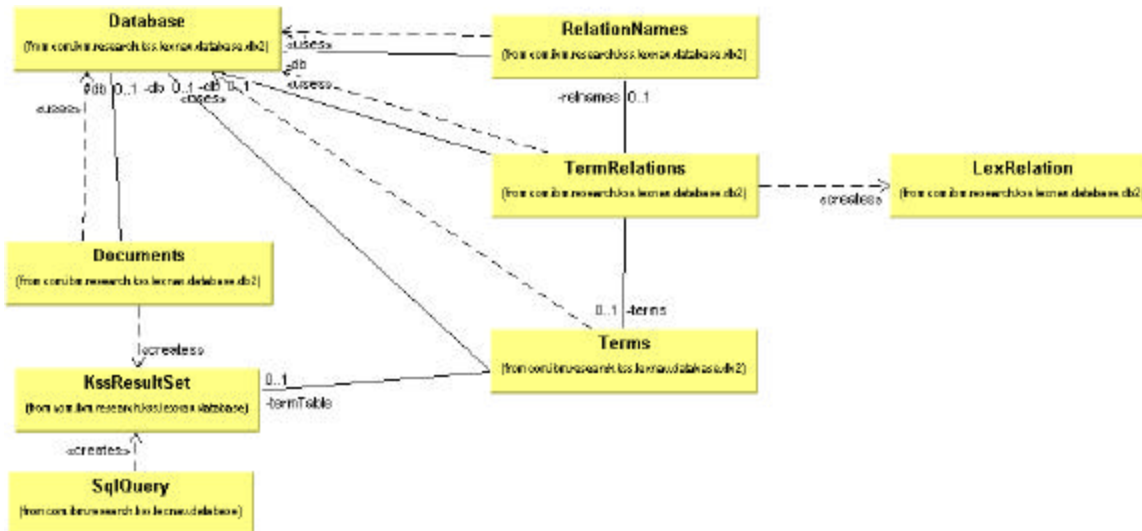 Database
(from com.ibm.research.kss.lexnav.database.db2)
RelationNames
(from com.ibm.research.kss.lexnav.database.db2)
«uses»
-db
«uses»
#db 0..1 -db 0..1 -db 0..1
«uses»
«uses»
-relnames 0..1
TermRelations
(from com.ibm.research.kss.lexnav.database.db2)
LexRelation
(from com.ibm.research.kss.lexnav.database.db2)
«creates»
Documents
(from com.ibm.research.kss.lexnav.database.db2)
0..1 -terms
Terms
(from com.ibm.research.kss.lexnav.database.db2)
«creates»
KssResultSet
(from com.ibm.research.kss.lexnav.database)
0..1
-termTable
«creates»
SqlQuery
(from com.ibm.research.kss.lexnav.database)